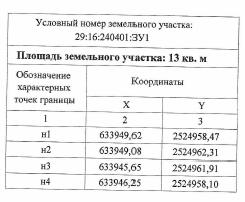 Условный номер земельного участка:
29:16:240401:ЗУ1
Площадь земельного участка: 13 кв. м
Обозначение характерных точек границы
Координаты
X Y
1 2 3
н1 633949,62 2524958,47
н2 633949,08 2524962,31
н3 633945,65 2524961,91
н4 633946,25 2524958,10